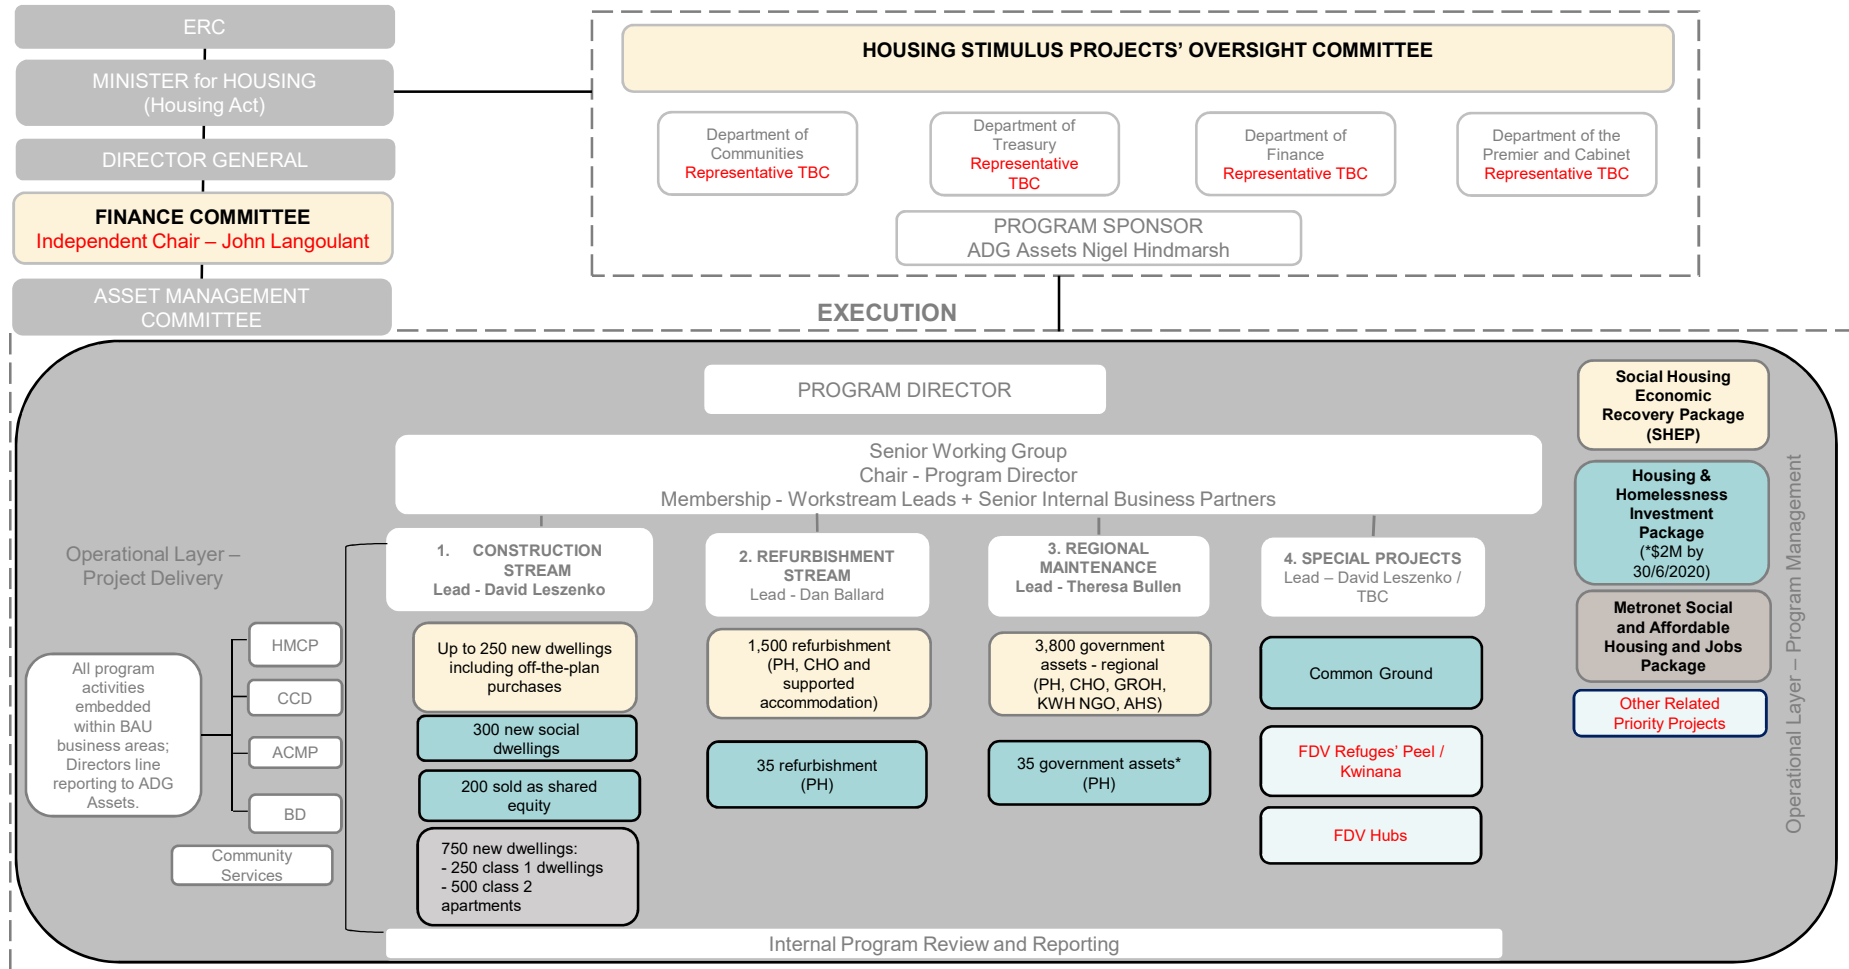 ERC
MINISTER for HOUSING
(Housing Act)
DIRECTOR GENERAL
FINANCE COMMITTEE
Independent Chair – John Langoulant
ASSET MANAGEMENT
COMMITTEE
HOUSING STIMULUS PROJECTS’ OVERSIGHT COMMITTEE
Department of
Communities
Representative TBC
Department of
Treasury
Representative
TBC
Department of
Finance
Representative TBC
Department of the
Premier and Cabinet
Representative TBC
PROGRAM SPONSOR
ADG Assets Nigel Hindmarsh
EXECUTION
PROGRAM DIRECTOR
Senior Working Group
Chair - Program Director
Membership - Workstream Leads + Senior Internal Business Partners
Operational Layer –
Project Delivery
All program
activities
embedded
within BAU
business areas;
Directors line
reporting to ADG
Assets.
HMCP
CCD
ACMP
BD
Community
Services
1. CONSTRUCTION
STREAM
Lead - David Leszenko
Up to 250 new dwellings
including off-the-plan
purchases
300 new social
dwellings
200 sold as shared
equity
750 new dwellings:
- 250 class 1 dwellings
- 500 class 2
apartments
2. REFURBISHMENT
STREAM
Lead - Dan Ballard
1,500 refurbishment
(PH, CHO and
supported
accommodation)
35 refurbishment
(PH)
3. REGIONAL
MAINTENANCE
Lead - Theresa Bullen
3,800 government
assets - regional
(PH, CHO, GROH,
KWH NGO, AHS)
35 government assets*
(PH)
4. SPECIAL PROJECTS
Lead – David Leszenko /
TBC
Common Ground
FDV Refuges’ Peel /
Kwinana
FDV Hubs
Social Housing
Economic
Recovery Package
(SHEP)
Housing &
Homelessness
Investment
Package
(*$2M by
30/6/2020)
Metronet Social
and Affordable
Housing and Jobs
Package
Other Related
Priority Projects
Operational Layer – Program Management
Internal Program Review and Reporting